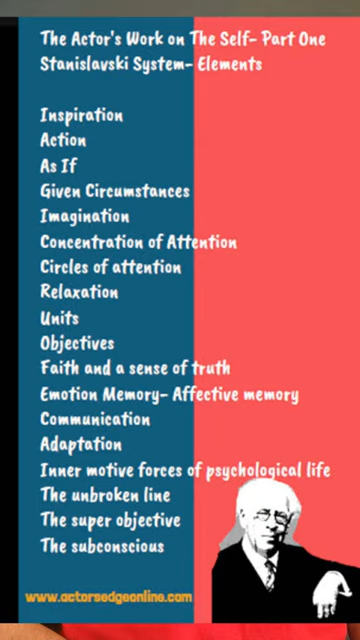 The Actor's Work on The Self- Part One
Stanislavski System- Elements
Inspiration
Action
As If
Given Circumstances
Imagination
Concentration of Attention
Circles of attention
Relaxation
Units
Objectives
Faith and a sense of truth
Emotion Memory- Affective memory
Communication
Adaptation
Inner motive forces of psychological life
The unbroken line
The super objective
The subconscious
www.actorsedgeonline.com